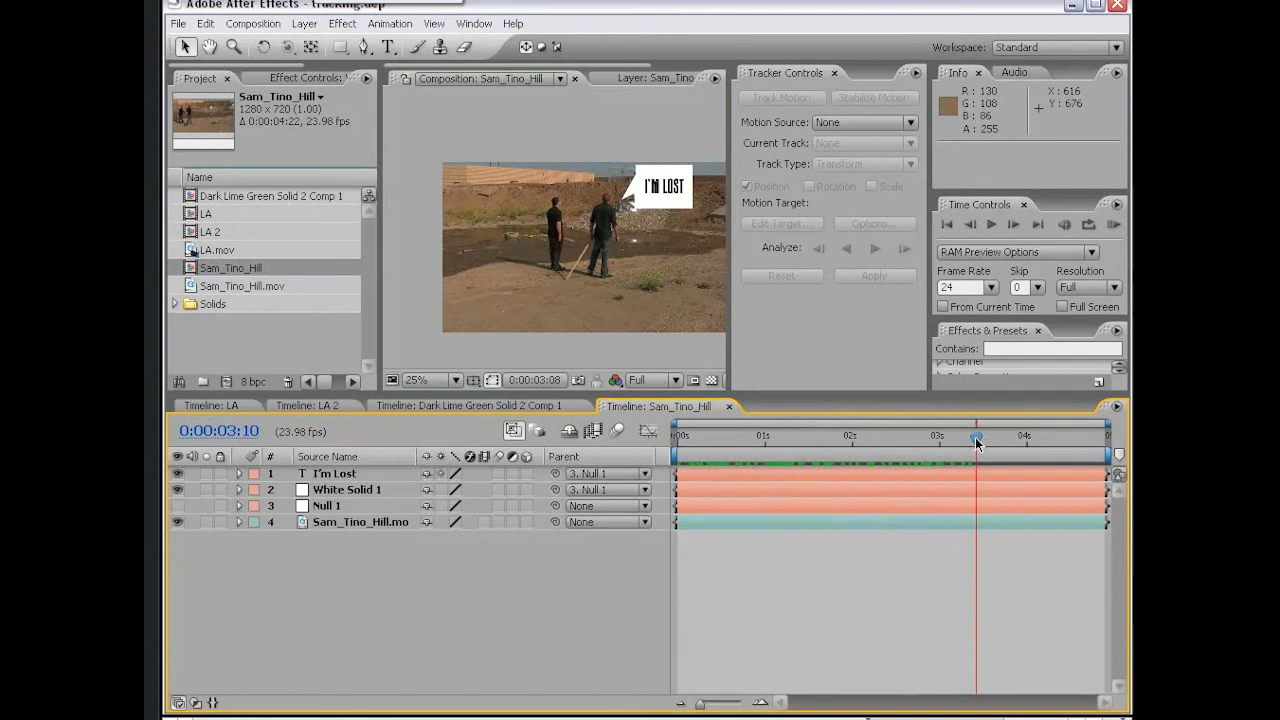 Adobe After Effects - tracking.aep
File Edit Composition Layer Effect Animation View Window Help
Workspace: Standard
Project
Effect Controls:
Composition: Sam_Tino_Hill
Layer: Sam_Tino
Tracker Controls
Info
Audio
Sam_Tino_Hill
1280 x 720 (1.00)
Δ 0:00:04:22, 23.98 fps
Track Motion
Stabilize Motion
R : 130
G : 108
B : 86
A : 255
X : 616
Y : 676
Motion Source: None
Current Track: None
Track Type: Transform
Position: Rotation Scale
Motion Target:
Edit Target...
Options...
Analyze:
Reset
Apply
Name
Dark Lime Green Solid 2 Comp 1
LA
LA 2
LA.mov
Sam_Tino_Hill
Sam_Tino_Hill.mov
Solids
I'M LOST
Time Controls
RAM Preview Options
Frame Rate Skip Resolution
24 0 Full
From Current Time Full Screen
Effects & Presets
Contains:
Channel
8 bpc
25%
0:00:03:08
Full
Timeline: LA
Timeline: LA 2
Timeline: Dark Lime Green Solid 2 Comp 1
Timeline: Sam_Tino_Hill
0:00:03:10 (23.98 fps)
:00s 01s 02s 03s 04s
# Source Name Parent
1 T I'm Lost 3. Null 1
2 White Solid 1 3. Null 1
3 Null 1 None
4 Sam_Tino_Hill.mo None